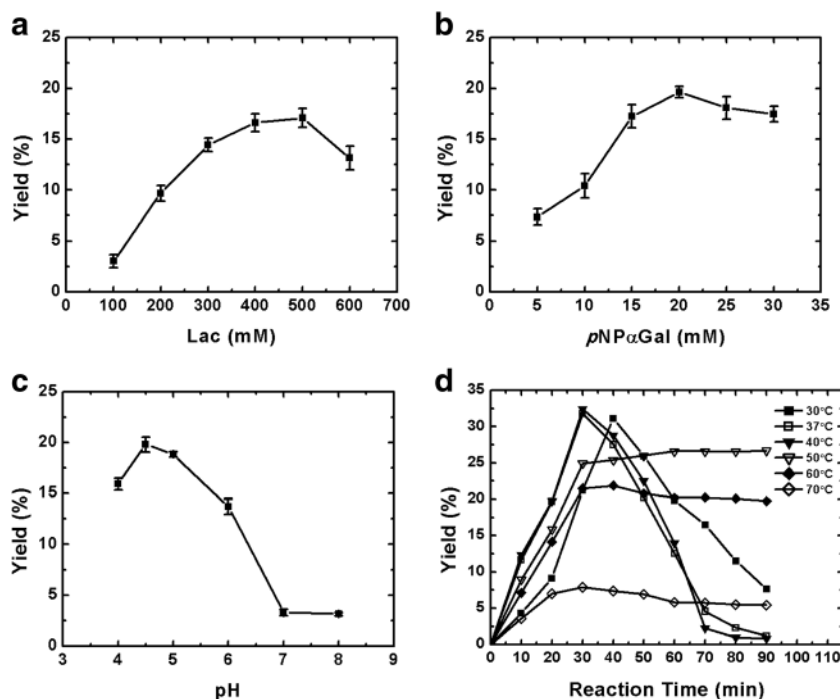 a
25
20
15
10
5
0
Yield (%)
0 100 200 300 400 500 600 700
Lac (mM)
b
25
20
15
10
5
0
Yield (%)
0 5 10 15 20 25 30 35
pNPαGal (mM)
c
25
20
15
10
5
0
Yield (%)
3 4 5 6 7 8 9
pH
d
35
30
25
20
15
10
5
0
Yield (%)
30°C
37°C
40°C
50°C
60°C
70°C
0 10 20 30 40 50 60 70 80 90 100 110
Reaction Time (min)